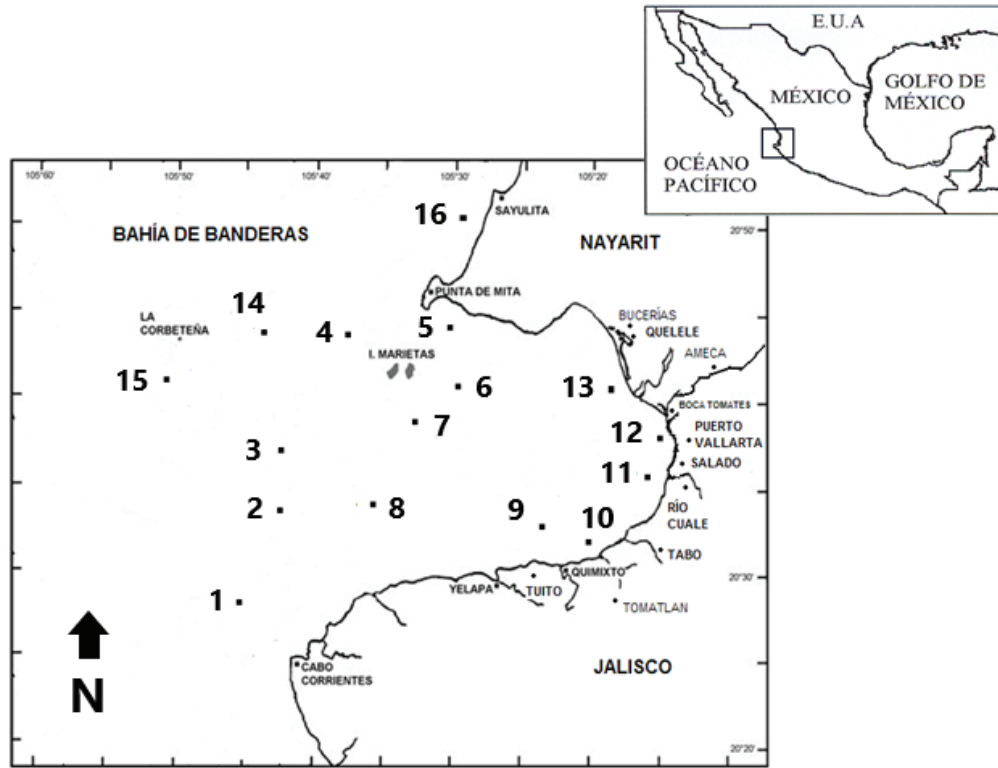 E.U.A
MÉXICO
GOLFO DE
MÉXICO
OCÉANO
PACÍFICO
105°60'
105°50'
105°40'
105°30'
105°20'
BAHÍA DE BANDERAS
16
SAYULITA
NAYARIT
20°50'
PUNTA DE MITA
LA
CORBETEÑA
14
4
5
BUCERÍAS
QUELELE
I. MARIETAS
AMECA
15
6
13
BOCA TOMATES
7
12
PUERTO
VALLARTA
3
11
SALADO
2
8
9
10
RÍO
CUALE
TABO
QUIMIXTO
20°30'
YELAPA
TUITO
1
TOMATLAN
N
CABO
CORRIENTES
JALISCO
20°20'